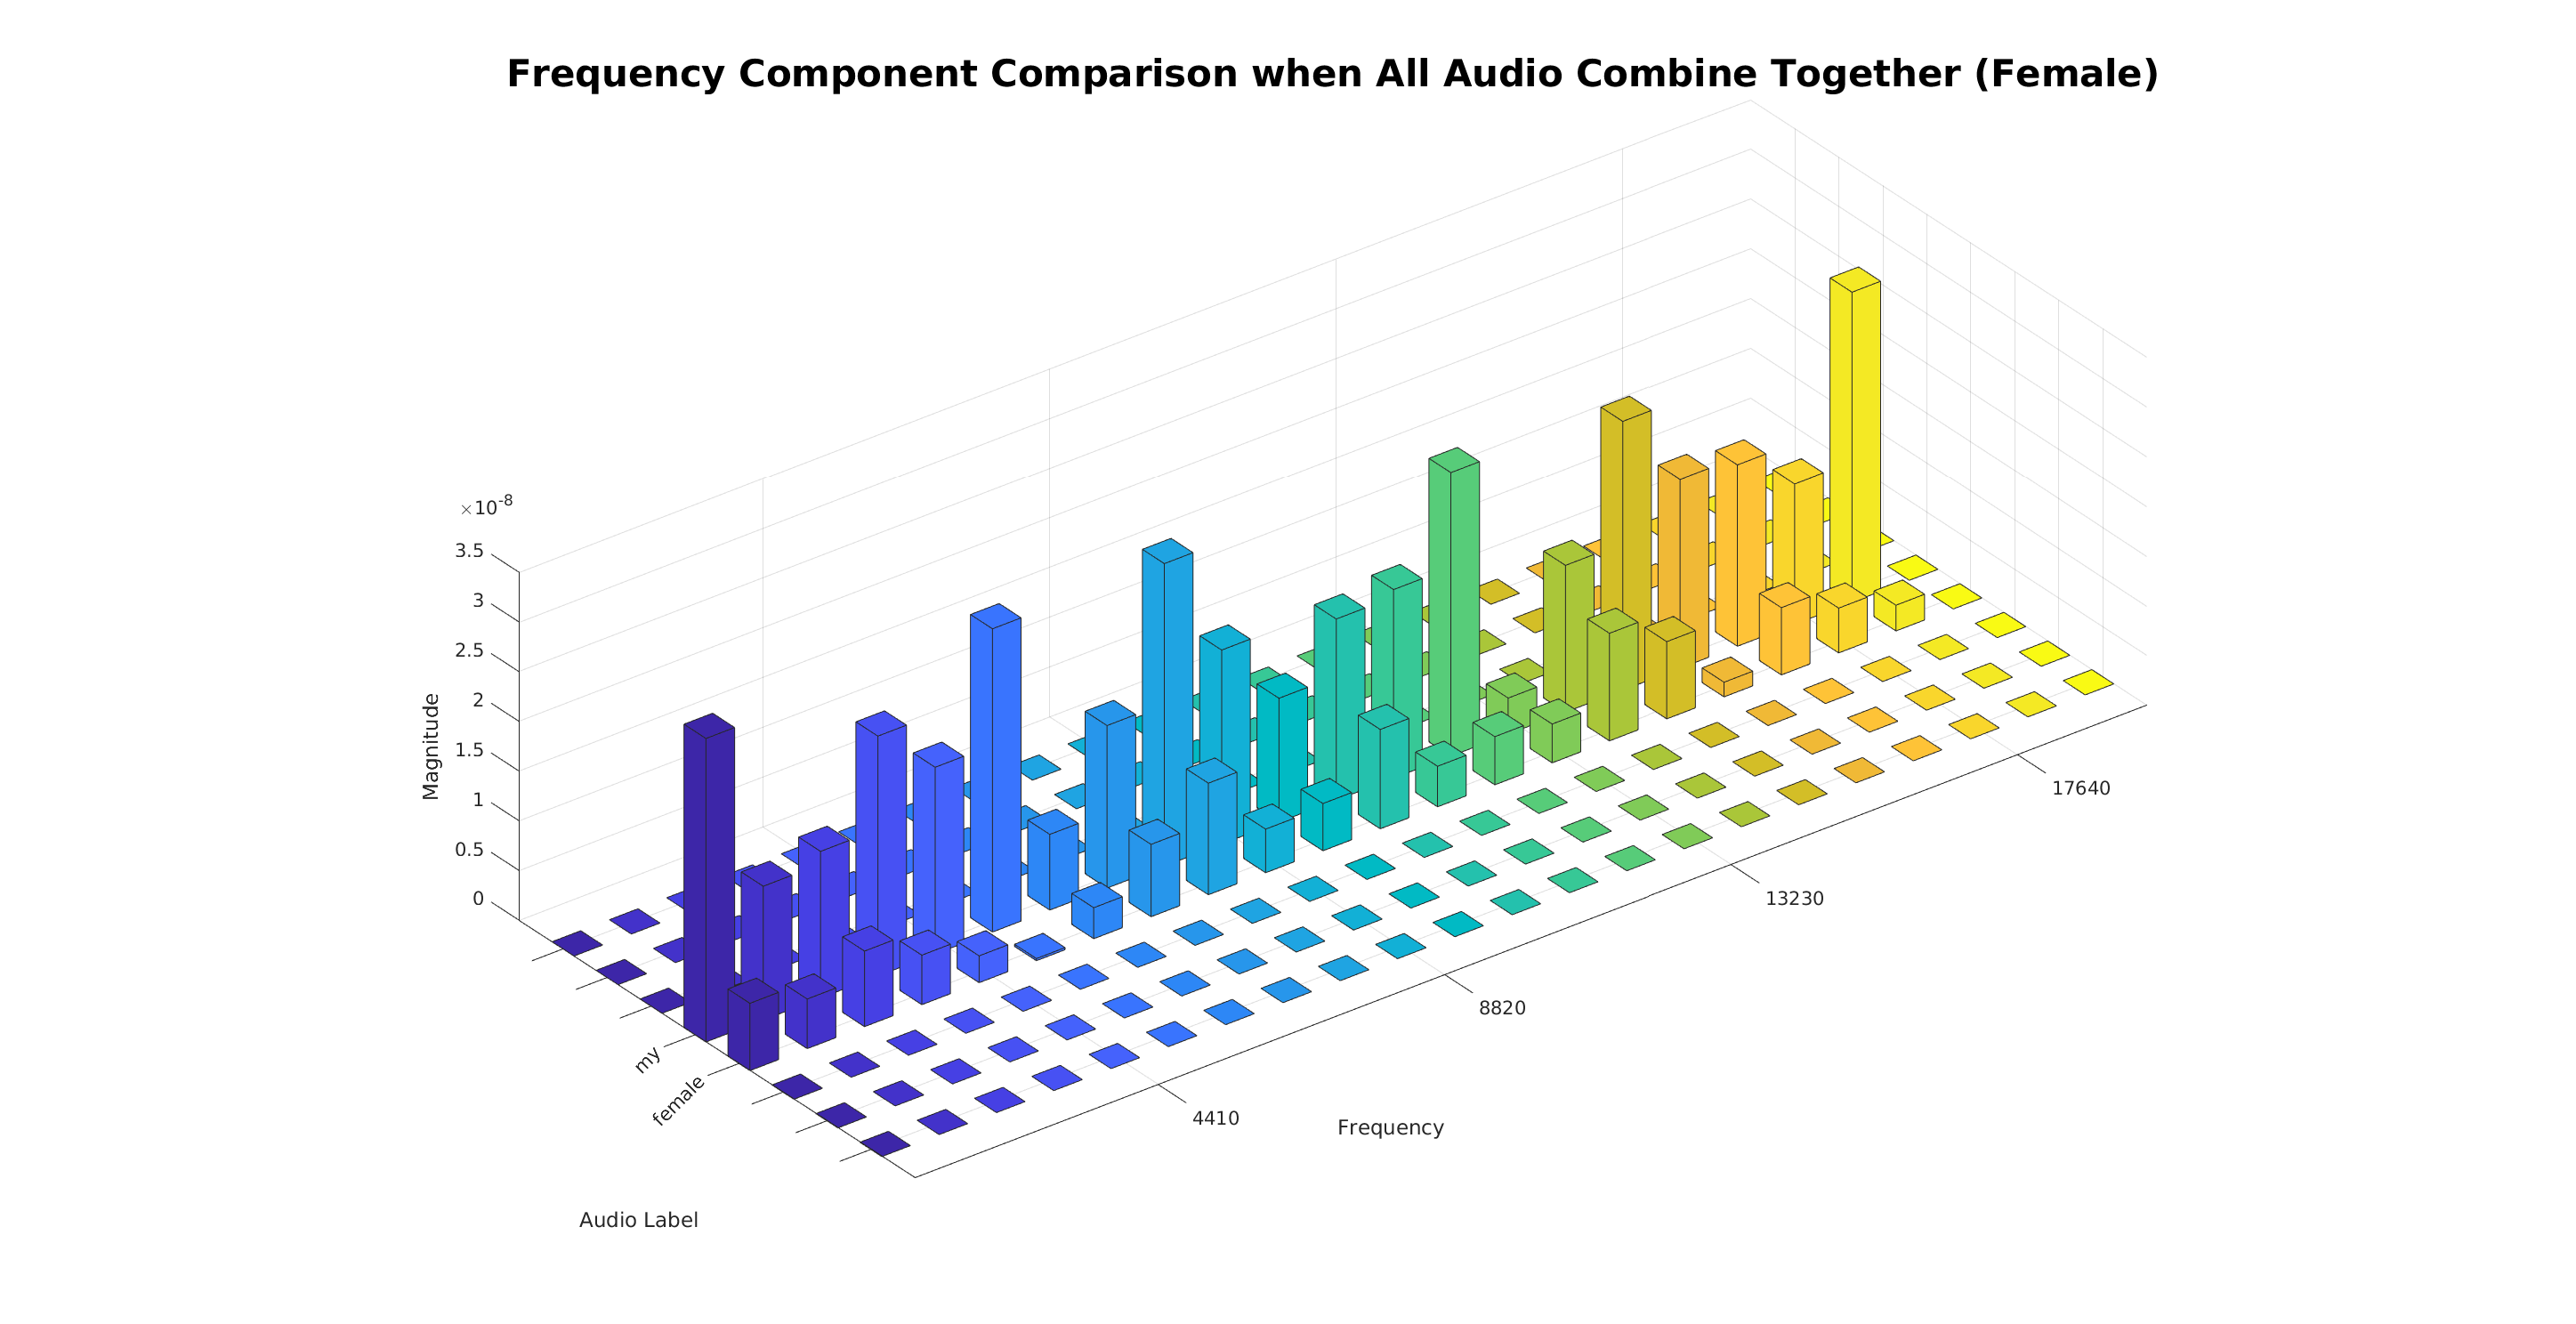 Frequency Component Comparison when All Audio Combine Together (Female)
×10-8
3.5
3
2.5
2
1.5
1
0.5
0
Magnitude
my
female
Audio Label
4410
8820
13230
17640
Frequency